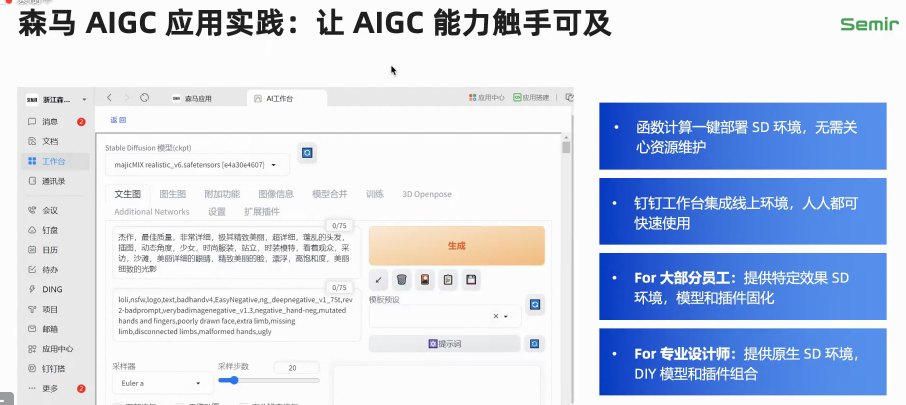 森马 AIGC 应用实践：让 AIGC 能力触手可及
Semir
浙江森...
森马应用
AI工作台
应用中心
应用搭建
消息
2
文档
工作台
通讯录
会议
钉盘
日历
待办
DING
项目
邮箱
应用中心
钉钉搭
更多
2
返回
Stable Diffusion 模型(ckpt)
majicMIX realistic_v6.safetensors [e4a30e4607]
文生图
图生图
附加功能
图像信息
模型合并
训练
3D Openpose
Additional Networks
设置
扩展插件
0/75
杰作，最佳质量，非常详细，极其精致美丽，超详细，蓬乱的头发，
插图，动态角度，少女，时尚服装，站立，时装模特，看着观众，采
访，沙滩，美丽详细的眼睛，精致美丽的脸，漂浮，高饱和度，美丽
细致的光影
0/75
loli,nsfw,logo,text,badhandv4,EasyNegative,ng_deepnegative_v1_75t,rev
2-badprompt,verybadimagenegative_v1.3,negative_hand-neg,mutated
hands and fingers,poorly drawn face,extra limb,missing
limb,disconnected limbs,malformed hands,ugly
生成
模板预设
提示词
采样器
Euler a
采样步数
20
• 函数计算一键部署 SD 环境，无需关
心资源维护
• 钉钉工作台集成线上环境，人人都可
快速使用
• For 大部分员工：提供特定效果 SD
环境，模型和插件固化
• For 专业设计师：提供原生 SD 环境，
DIY 模型和插件组合